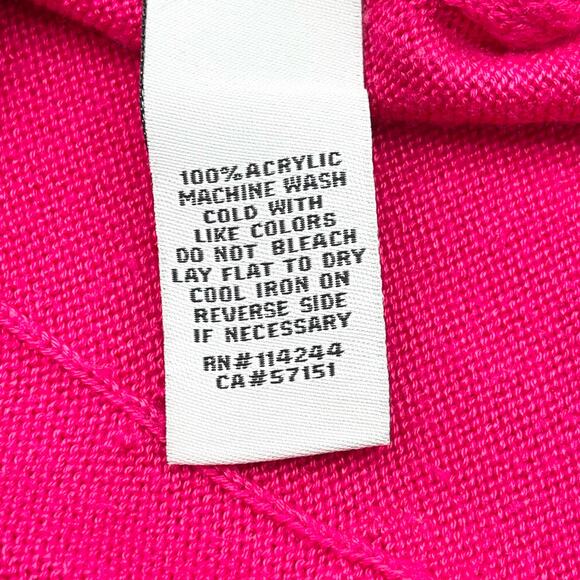 100% ACRYLIC
MACHINE WASH
COLD WITH
LIKE COLORS
DO NOT BLEACH
LAY FLAT TO DRY
COOL IRON ON
REVERSE SIDE
IF NECESSARY
RN#114244
CA#57151